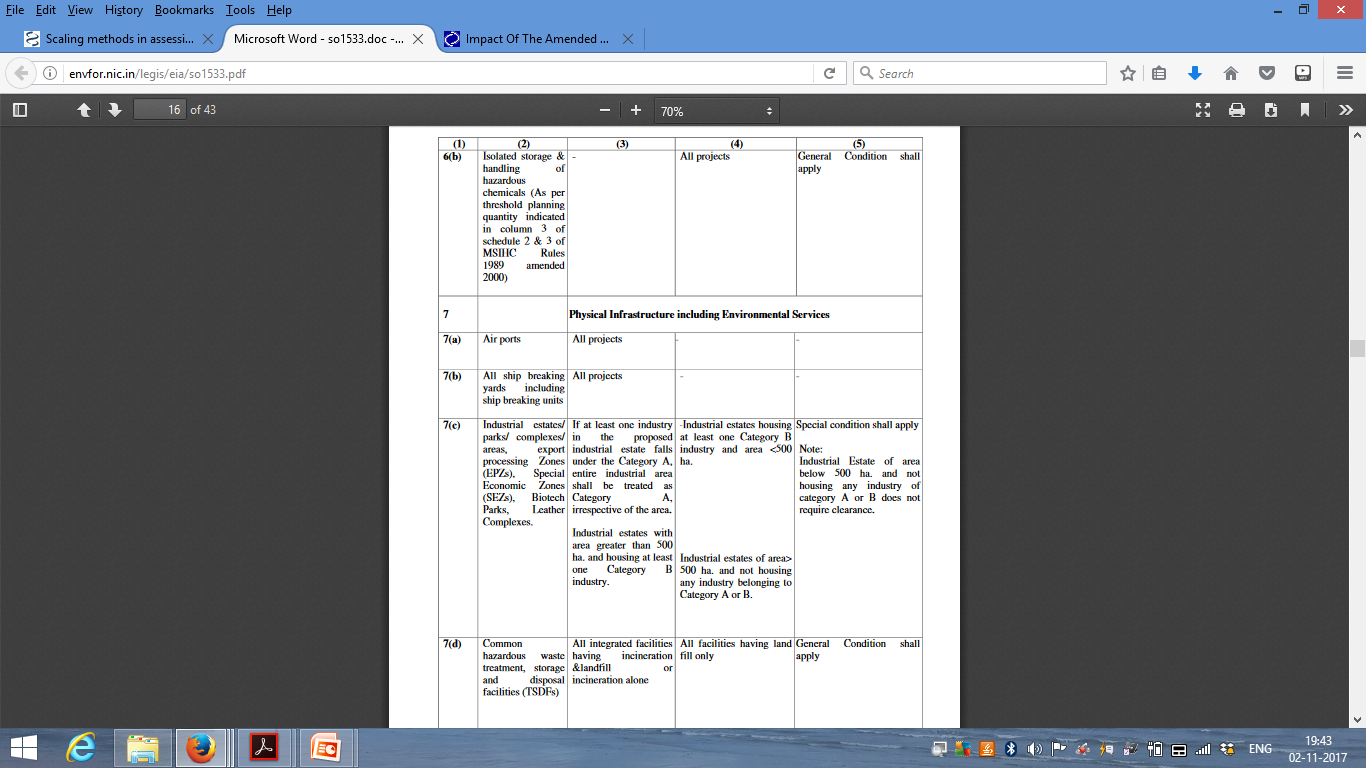 File Edit View History Bookmarks Tools Help
Scaling methods in assessi...
Microsoft Word - so1533.doc -...
Impact Of The Amended ...
envfor.nic.in/legis/eia/so1533.pdf
Search
16 of 43
70%
(1) (2) (3) (4) (5)
6(b)
Isolated storage &
handling of
hazardous
chemicals (As per
threshold planning
quantity indicated
in column 3 of
schedule 2 & 3 of
MSIHC Rules
1989 amended
2000)
-
All projects
General Condition shall
apply
7
Physical Infrastructure including Environmental Services
7(a)
Air ports
All projects
-
-
7(b)
All ship breaking
yards including
ship breaking units
All projects
-
-
7(c)
Industrial estates/
parks/ complexes/
areas, export
processing Zones
(EPZs), Special
Economic Zones
(SEZs), Biotech
Parks, Leather
Complexes.
If at least one industry
in the proposed
industrial estate falls
under the Category A,
entire industrial area
shall be treated as
Category A,
irrespective of the area.
Industrial estates with
area greater than 500
ha. and housing at least
one Category B
industry.
-Industrial estates housing
at least one Category B
industry and area <500
ha.
Industrial estates of area>
500 ha. and not housing
any industry belonging to
Category A or B.
Special condition shall apply
Note:
Industrial Estate of area
below 500 ha. and not
housing any industry of
category A or B does not
require clearance.
7(d)
Common
hazardous waste
treatment, storage
and disposal
facilities (TSDFs)
All integrated facilities
having incineration
&landfill or
incineration alone
All facilities having land
fill only
General Condition shall
apply
ENG
19:43
02-11-2017